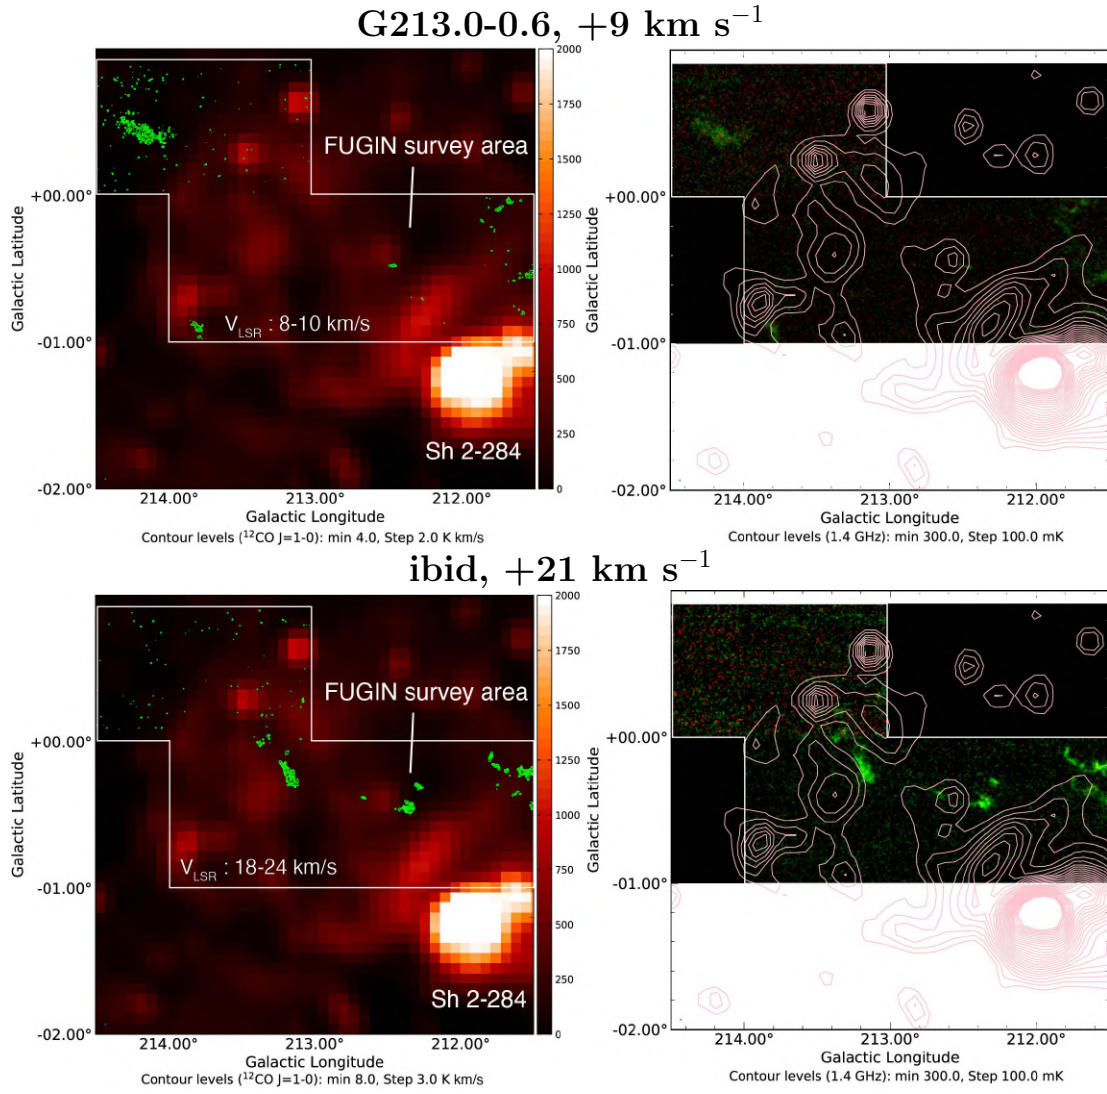 G213.0-0.6, +9 km s⁻¹
FUGIN survey area
V_LSR : 8-10 km/s
Sh 2-284
+00.00°
-01.00°
-02.00°
Galactic Latitude
214.00° 213.00° 212.00°
Galactic Longitude
Contour levels (¹²CO J=1-0): min 4.0, Step 2.0 K km/s
2000
1750
1500
1250
1000
750
500
250
0
+00.00°
-01.00°
-02.00°
Galactic Latitude
214.00° 213.00° 212.00°
Galactic Longitude
Contour levels (1.4 GHz): min 300.0, Step 100.0 mK
ibid, +21 km s⁻¹
FUGIN survey area
V_LSR : 18-24 km/s
Sh 2-284
+00.00°
-01.00°
-02.00°
Galactic Latitude
214.00° 213.00° 212.00°
Galactic Longitude
Contour levels (¹²CO J=1-0): min 8.0, Step 3.0 K km/s
2000
1750
1500
1250
1000
750
500
250
0
+00.00°
-01.00°
-02.00°
Galactic Latitude
214.00° 213.00° 212.00°
Galactic Longitude
Contour levels (1.4 GHz): min 300.0, Step 100.0 mK